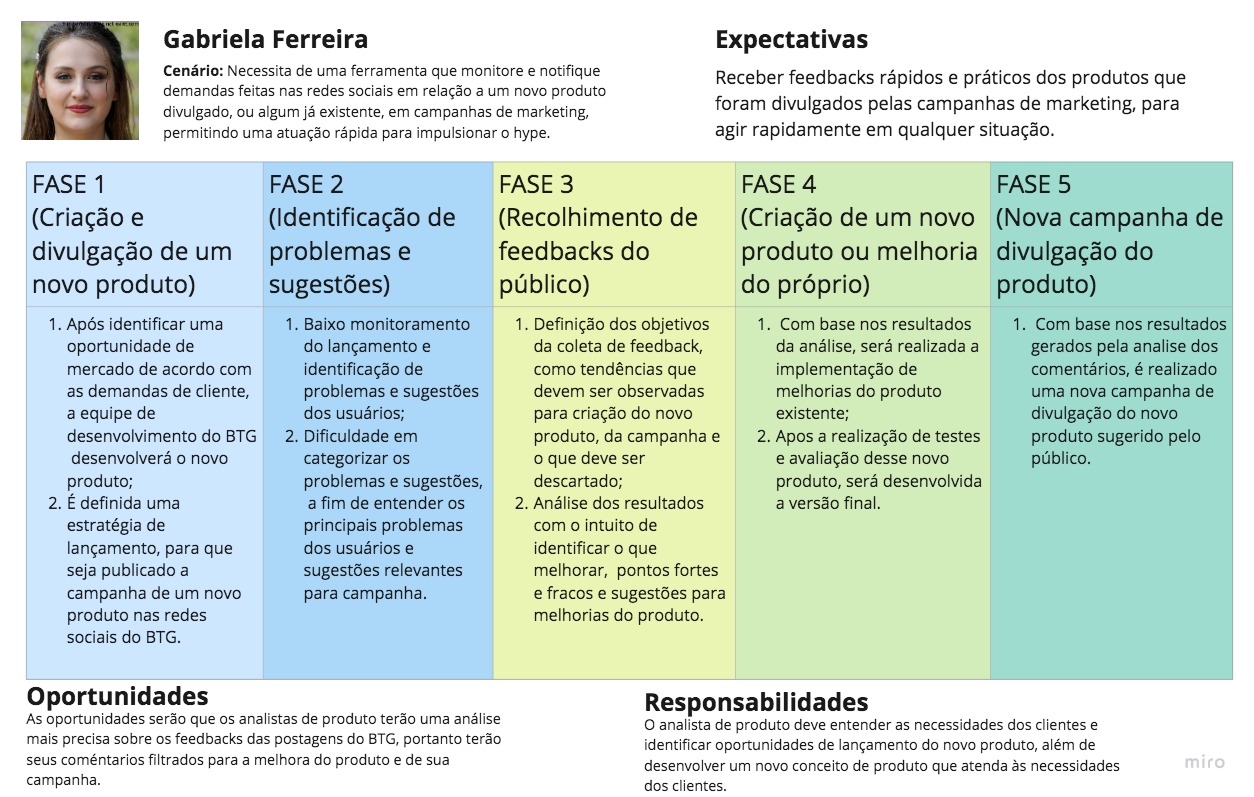 Gabriela Ferreira
Cenário: Necessita de uma ferramenta que monitore e notifique
demandas feitas nas redes sociais em relação a um novo produto
divulgado, ou algum já existente, em campanhas de marketing,
permitindo uma atuação rápida para impulsionar o hype.
Expectativas
Receber feedbacks rápidos e práticos dos produtos que
foram divulgados pelas campanhas de marketing, para
agir rapidamente em qualquer situação.
FASE 1
(Criação e
divulgação de um
novo produto)
1. Após identificar uma
oportunidade de
mercado de acordo com
as demandas de cliente,
a equipe de
desenvolvimento do BTG
desenvolverá o novo
produto;
2. É definida uma
estratégia de
lançamento, para que
seja publicado a
campanha de um novo
produto nas redes
sociais do BTG.
FASE 2
(Identificação de
problemas e
sugestões)
1. Baixo monitoramento
do lançamento e
identificação de
problemas e sugestões
dos usuários;
2. Dificuldade em
categorizar os
problemas e sugestões,
a fim de entender os
principais problemas
dos usuários e
sugestões relevantes
para campanha.
FASE 3
(Recolhimento de
feedbacks do
público)
1. Definição dos objetivos
da coleta de feedback,
como tendências que
devem ser observadas
para criação do novo
produto, da campanha e
o que deve ser
descartado;
2. Análise dos resultados
com o intuito de
identificar o que
melhorar, pontos fortes
e fracos e sugestões para
melhorias do produto.
FASE 4
(Criação de um novo
produto ou melhoria
do próprio)
1. Com base nos resultados
da análise, será realizada a
implementação de
melhorias do produto
existente;
2. Apos a realização de testes
e avaliação desse novo
produto, será desenvolvida
a versão final.
FASE 5
(Nova campanha de
divulgação do
produto)
1. Com base nos resultados
gerados pela analise dos
comentários, é realizado
uma nova campanha de
divulgação do novo
produto sugerido pelo
público.
Oportunidades
As oportunidades serão que os analistas de produto terão uma análise
mais precisa sobre os feedbacks das postagens do BTG, portanto terão
seus coméntarios filtrados para a melhora do produto e de sua
campanha.
Responsabilidades
O analista de produto deve entender as necessidades dos clientes e
identificar oportunidades de lançamento do novo produto, além de
desenvolver um novo conceito de produto que atenda às necessidades
dos clientes.
miro